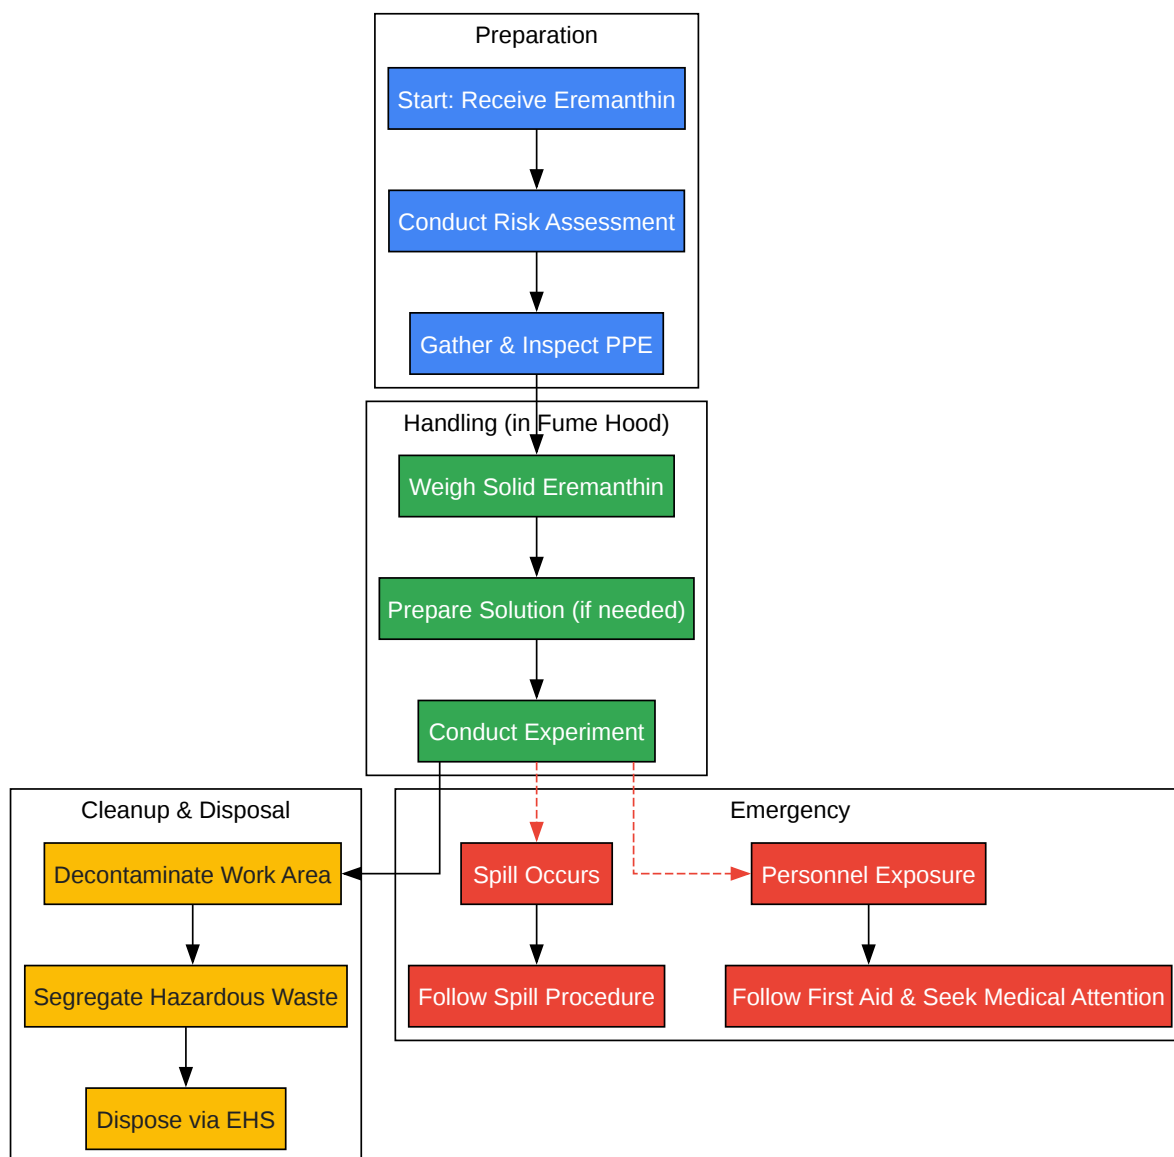 Preparation
Start: Receive Eremanthin
Conduct Risk Assessment
Gather & Inspect PPE
Handling (in Fume Hood)
Weigh Solid Eremanthin
Prepare Solution (if needed)
Conduct Experiment
Cleanup & Disposal
Decontaminate Work Area
Segregate Hazardous Waste
Dispose via EHS
Emergency
Spill Occurs
Follow Spill Procedure
Personnel Exposure
Follow First Aid & Seek Medical Attention